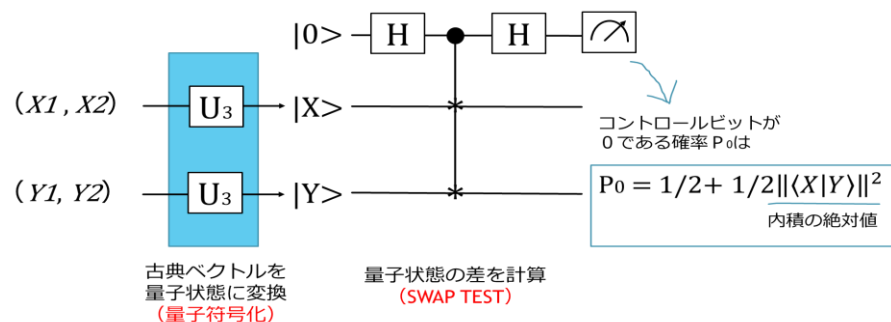 |0> H H
(X1, X2) U₃ |X>
(Y1, Y2) U₃ |Y>
コントロールビットが
０である確率P₀は
P₀ = 1/2+ 1/2‖⟨X|Y⟩‖²
内積の絶対値
古典ベクトルを
量子状態に変換
(量子符号化)
量子状態の差を計算
(SWAP TEST)